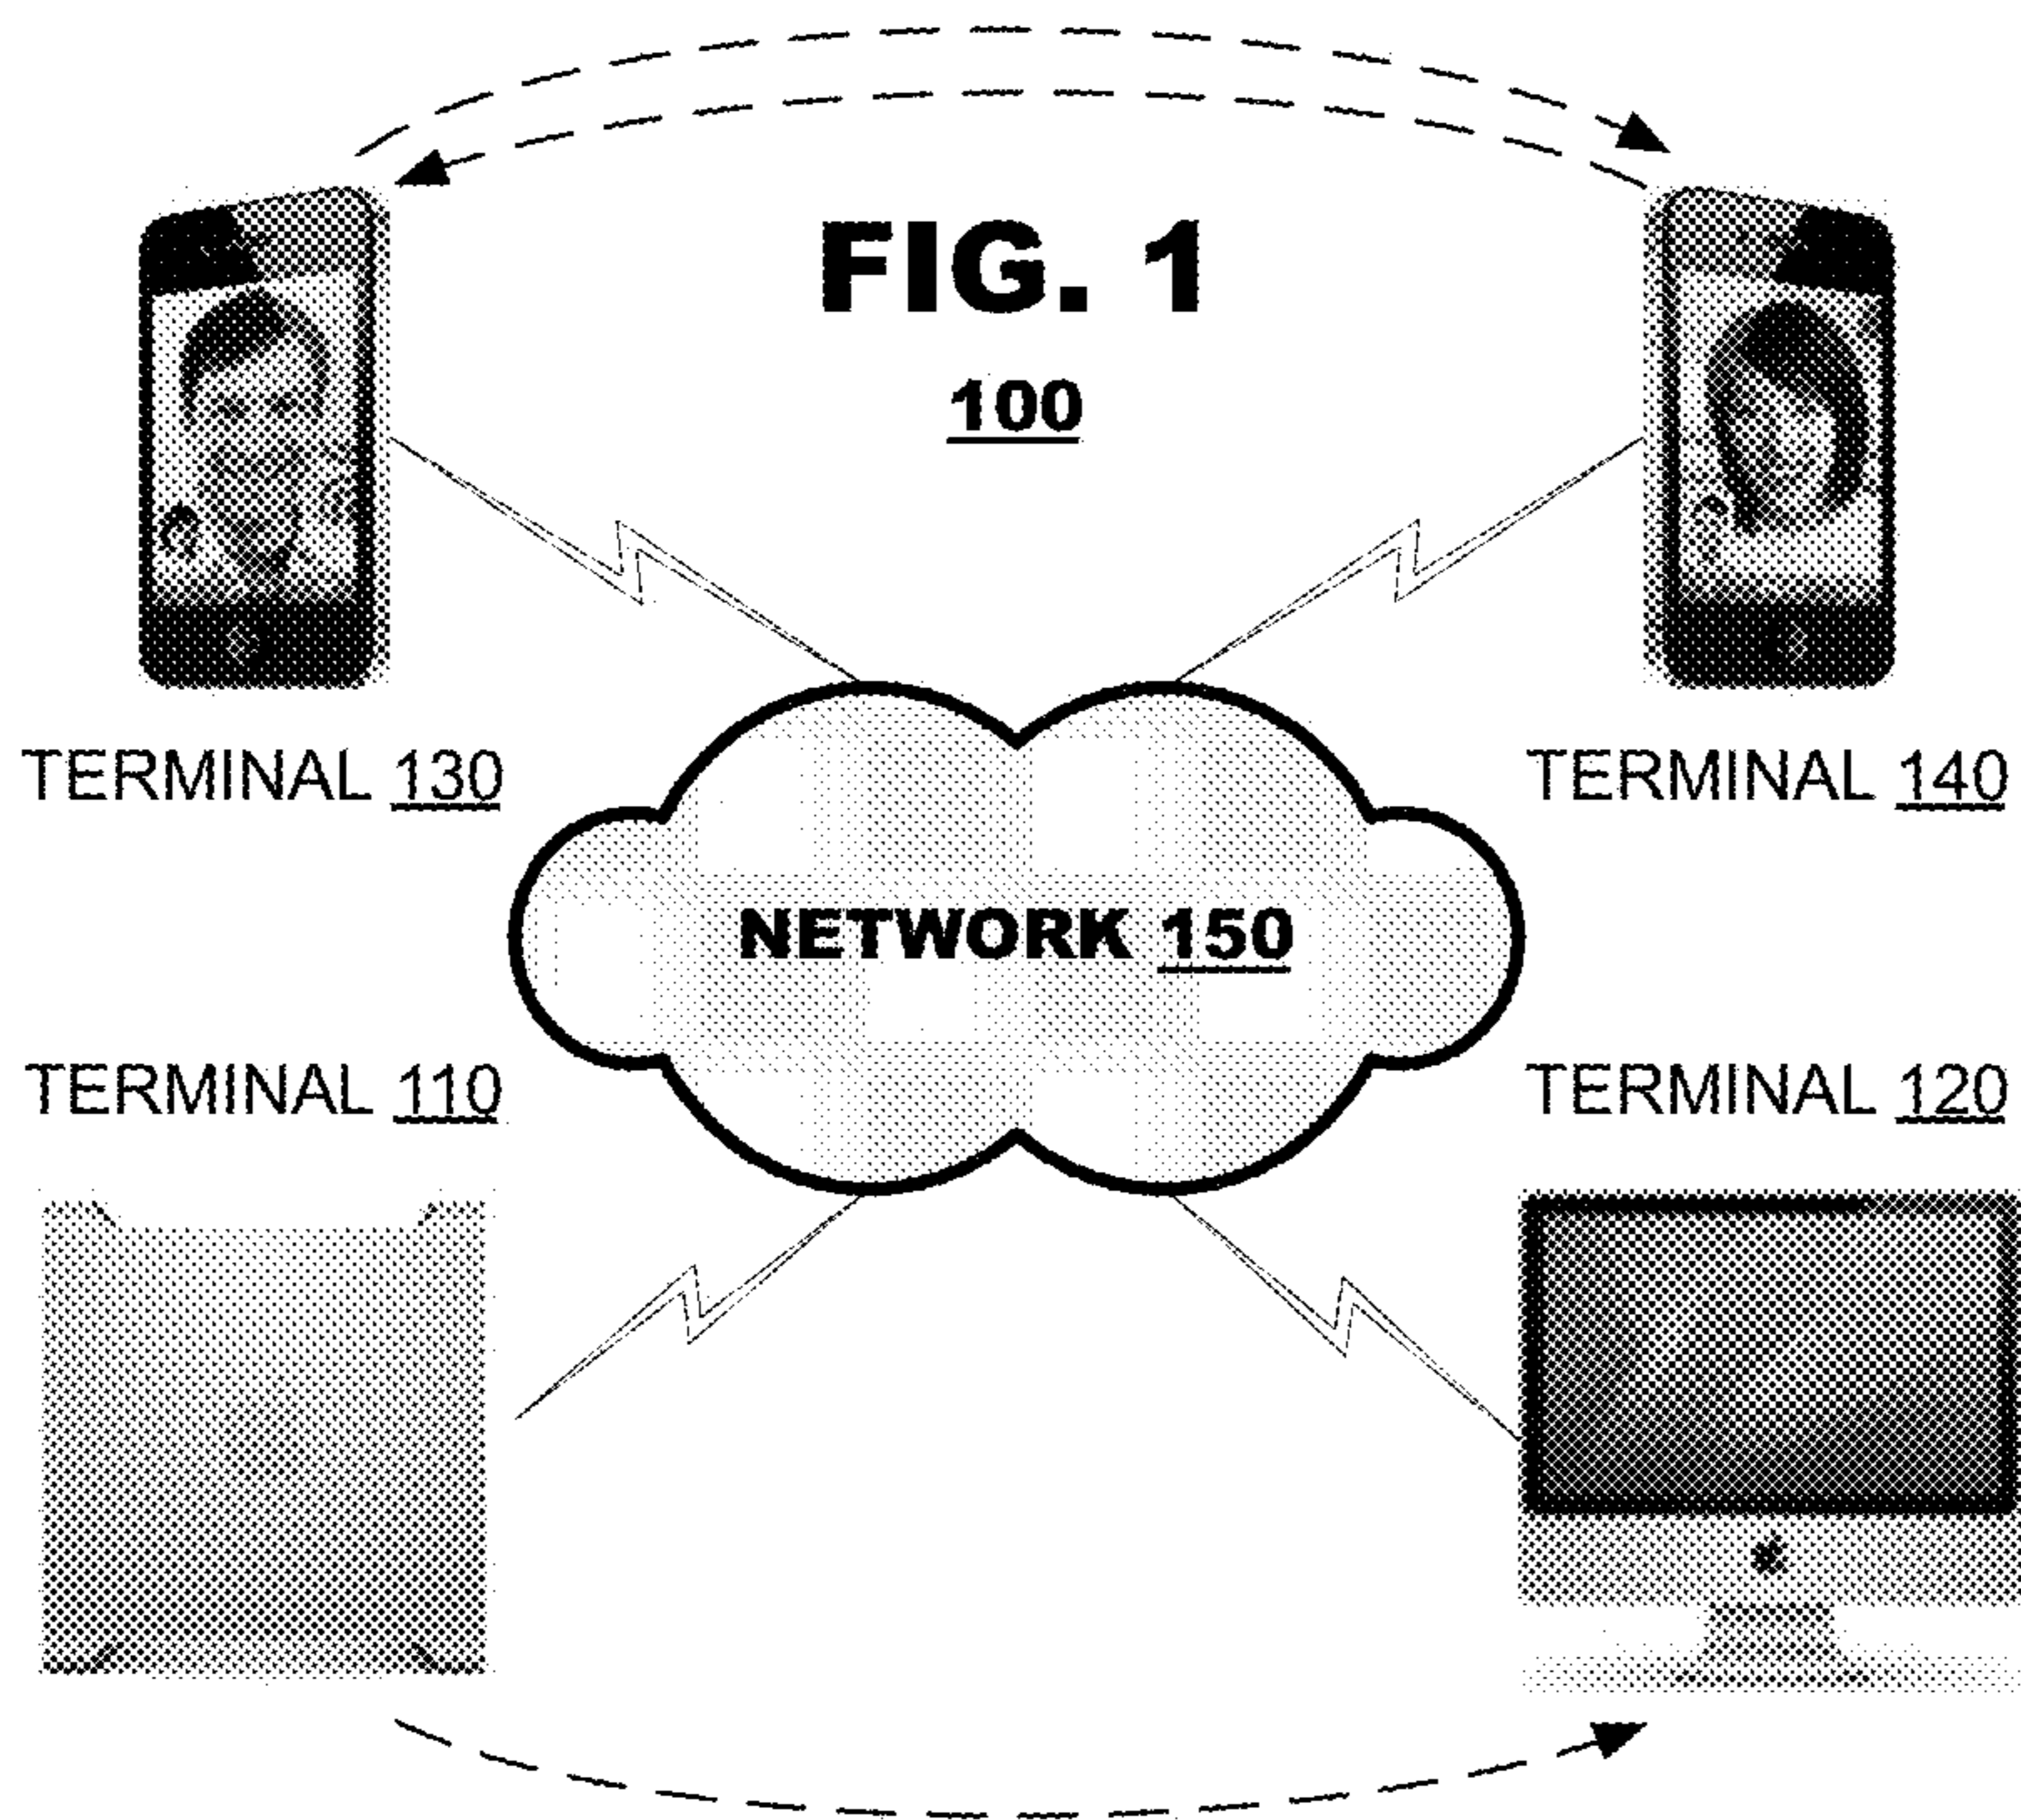 FIG. 1
100
TERMINAL 130
TERMINAL 140
NETWORK 150
TERMINAL 110
TERMINAL 120